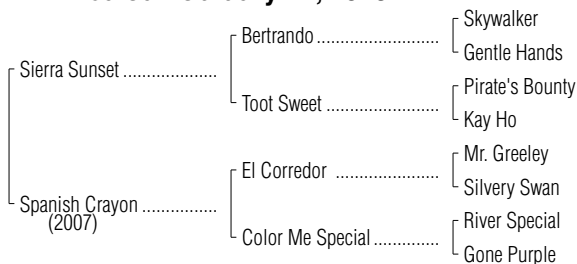 Skywalker
Bertrando ..........................
Gentle Hands
Sierra Sunset ....................
Pirate's Bounty
Toot Sweet ........................
Kay Ho
Mr. Greeley
El Corredor ......................
Silvery Swan
Spanish Crayon ................
(2007)
River Special
Color Me Special ..............
Gone Purple